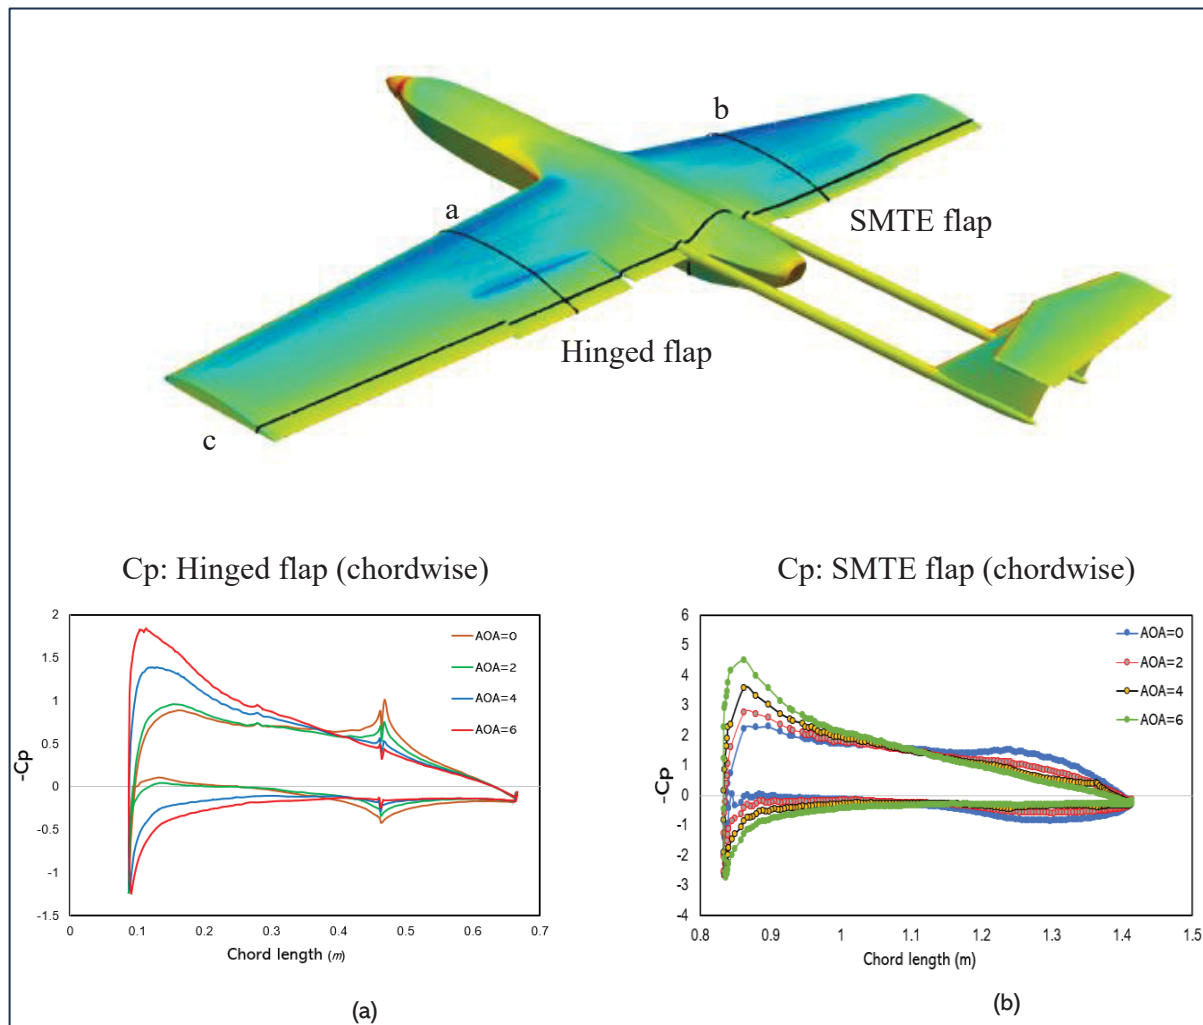 b
a
SMTE flap
Hinged flap
c
Cp: Hinged flap (chordwise)
Cp: SMTE flap (chordwise)
2
1.5
1
0.5
0
-0.5
-1
-1.5
-Cp
AOA=0
AOA=2
AOA=4
AOA=6
0
0.1
0.2
0.3
0.4
0.5
0.6
0.7
Chord length (m)
(a)
6
5
4
3
2
1
0
-1
-2
-3
-4
-Cp
AOA=0
AOA=2
AOA=4
AOA=6
0.8
0.9
1
1.1
1.2
1.3
1.4
1.5
Chord length (m)
(b)